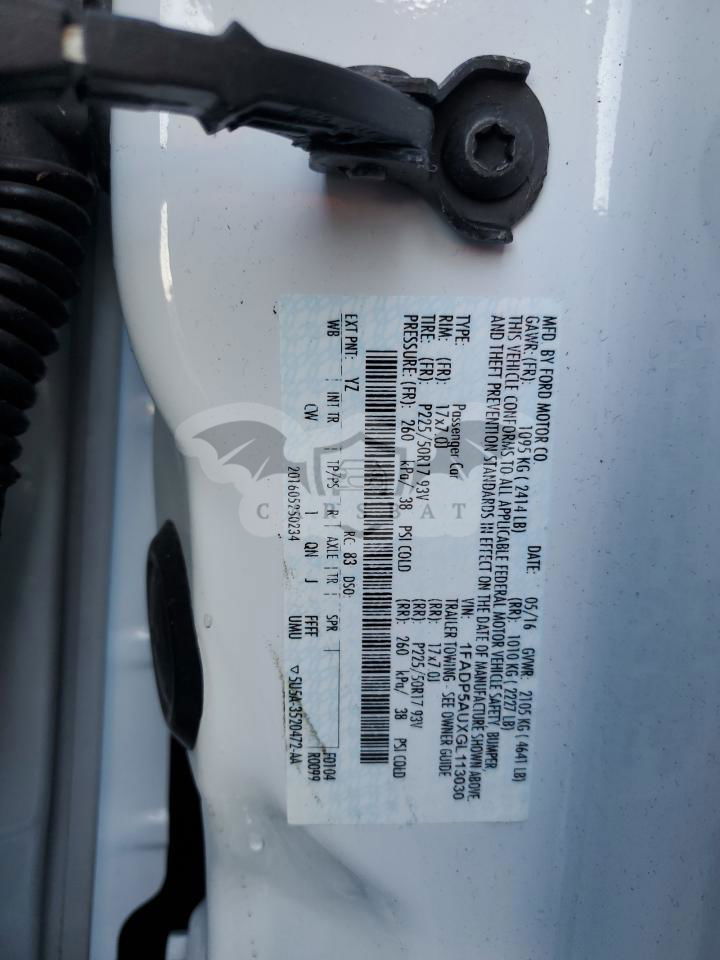 MFD. BY FORD MOTOR CO.
DATE: 05/16 GVWR: 2105 KG ( 4641 LB)
GAWR: (FR): 1095 KG ( 2414 LB) (RR): 1010 KG ( 2227 LB)
THIS VEHICLE CONFORMS TO ALL APPLICABLE FEDERAL MOTOR VEHICLE SAFETY, BUMPER,
AND THEFT PREVENTION STANDARDS IN EFFECT ON THE DATE OF MANUFACTURE SHOWN ABOVE.
VIN: 1FADP5AUXGL113030
TYPE: Passenger Car TRAILER TOWING - SEE OWNER GUIDE
RIM: (FR): 17x7.0J (RR): 17x7.0J
TIRE: (FR): P225/50R17 93V (RR): P225/50R17 93V
PRESSURE: (FR): 260 kPa/ 38 PSI COLD (RR): 260 kPa/ 38 PSI COLD
EXT PNT: YZ RC: 83 DSO: F0104
WB INT TR TP/PS R AXLE TR SPR R0099
CW I QN J FFFF
201605250234 UMU 5U5A-3520472-AA
CARSBAT